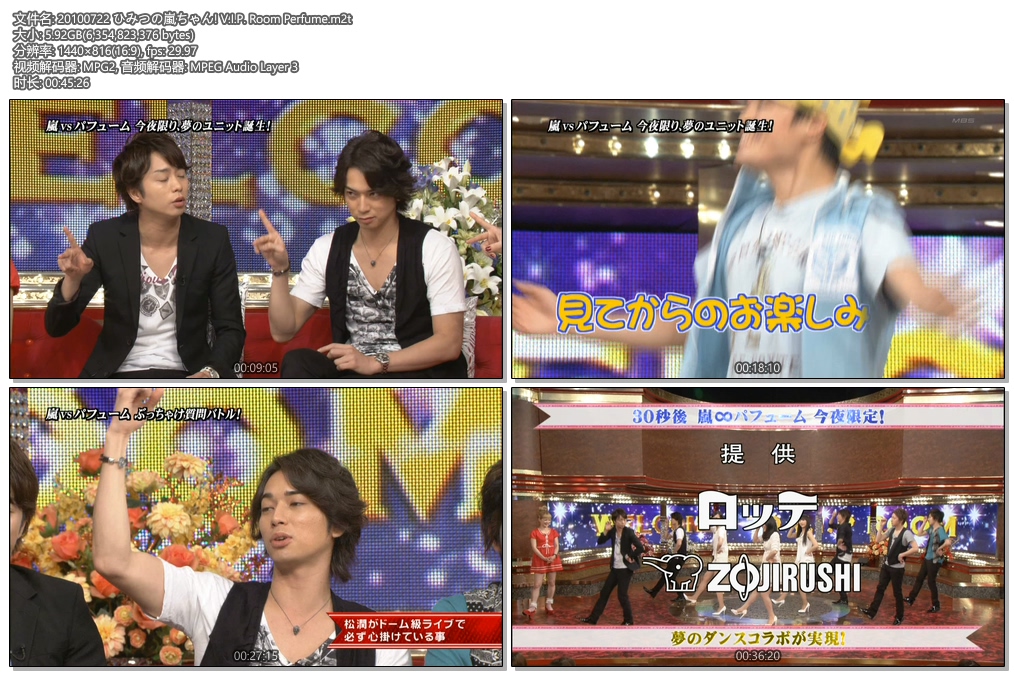 文件名: 20100722 ひみつの嵐ちゃん! V.I.P. Room Perfume.m2t
大小: 5.92GB(6,354,823,376 bytes)
分辨率: 1440×816(16:9), fps: 29.97
视频解码器: MPG2, 音频解码器: MPEG Audio Layer 3
时长: 00:45:26
嵐vsパフューム 今夜限り、夢のユニット誕生!
00:09:05
嵐vsパフューム 今夜限り、夢のユニット誕生!
MBS
見てからのお楽しみ
00:18:10
嵐vsパフューム ぶっちゃけ質問バトル!
松潤がドーム級ライブで
必ず心掛けている事
00:27:15
30秒後 嵐∞パフューム 今夜限定!
提 供
ロッテ
ZOJIRUSHI
夢のダンスコラボが実現!
00:36:20